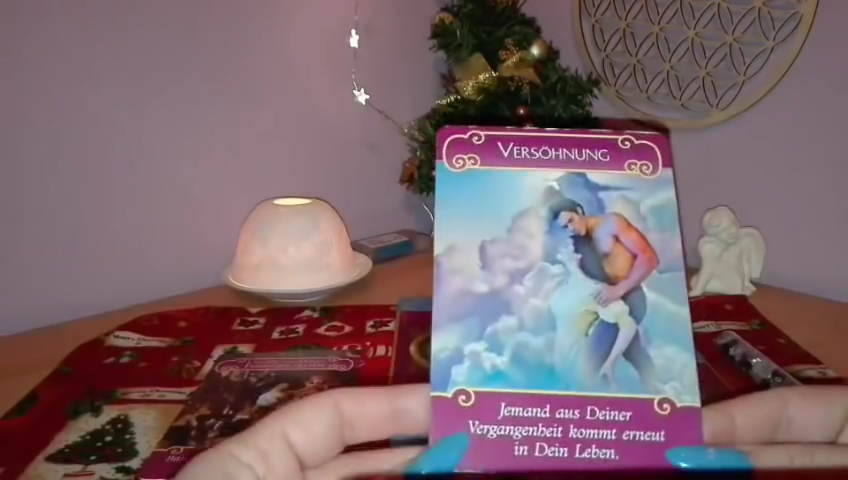 VERSÖHNUNG
Jemand aus Deiner
Vergangenheit kommt erneut
in Dein Leben.